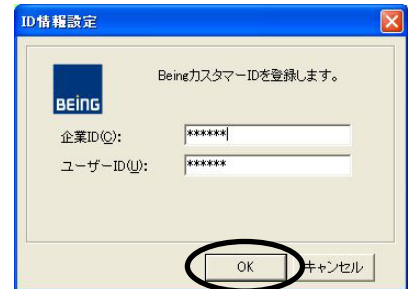 ID情報設定
BeingカスタマーIDを登録します。
BEING
企業ID(C):
******
ユーザーID(U):
******
OK
キャンセル